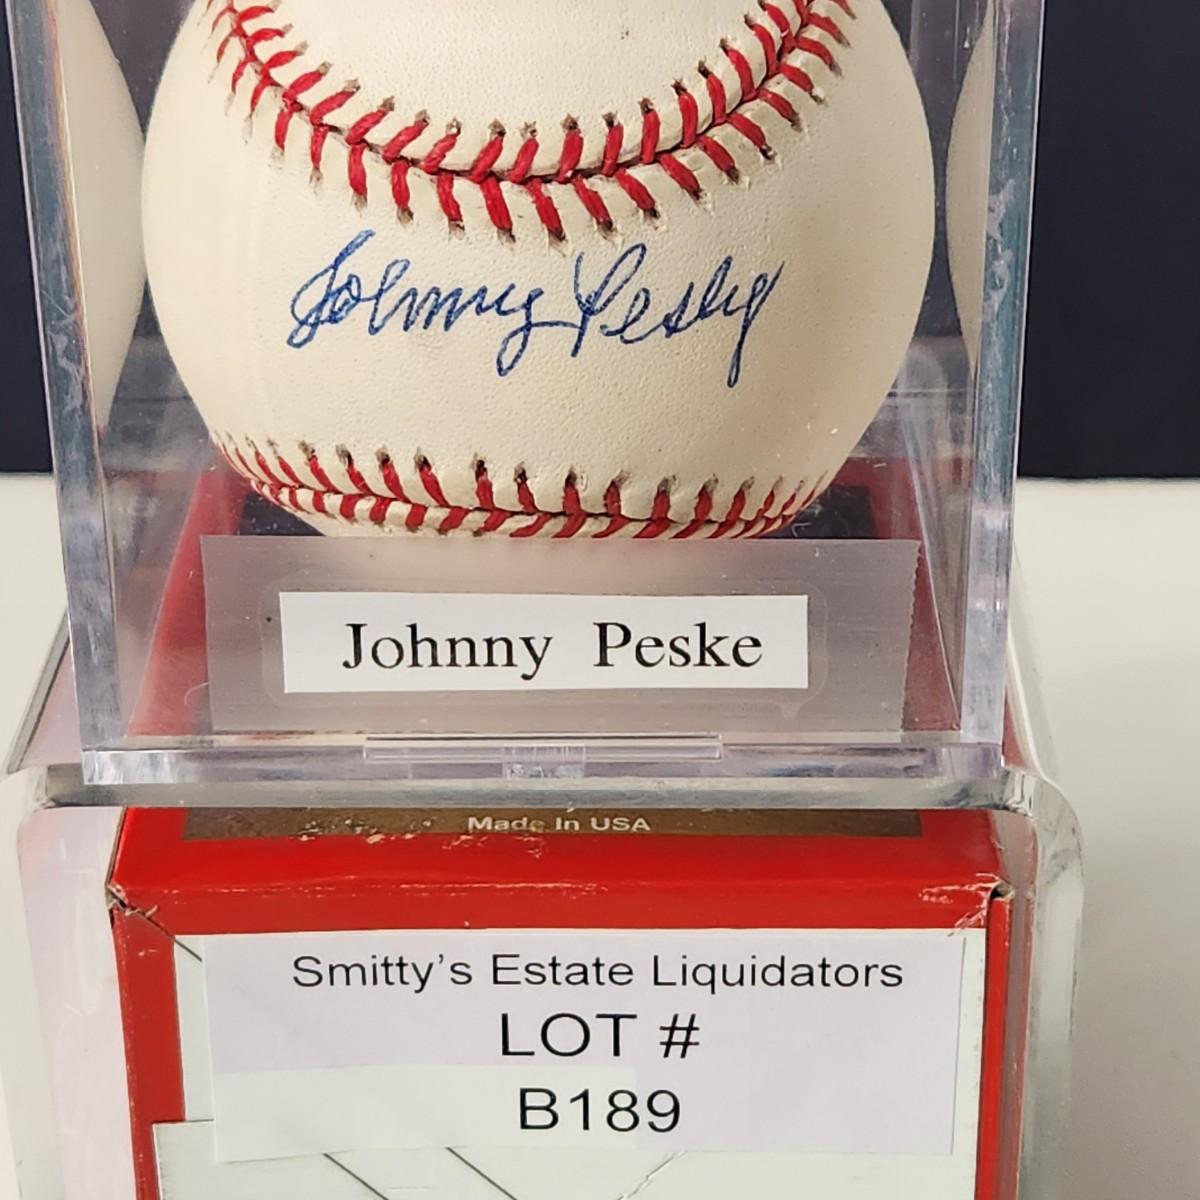 Johnny Pesky
Johnny Peske
Made In USA
Smitty's Estate Liquidators
LOT #
B189